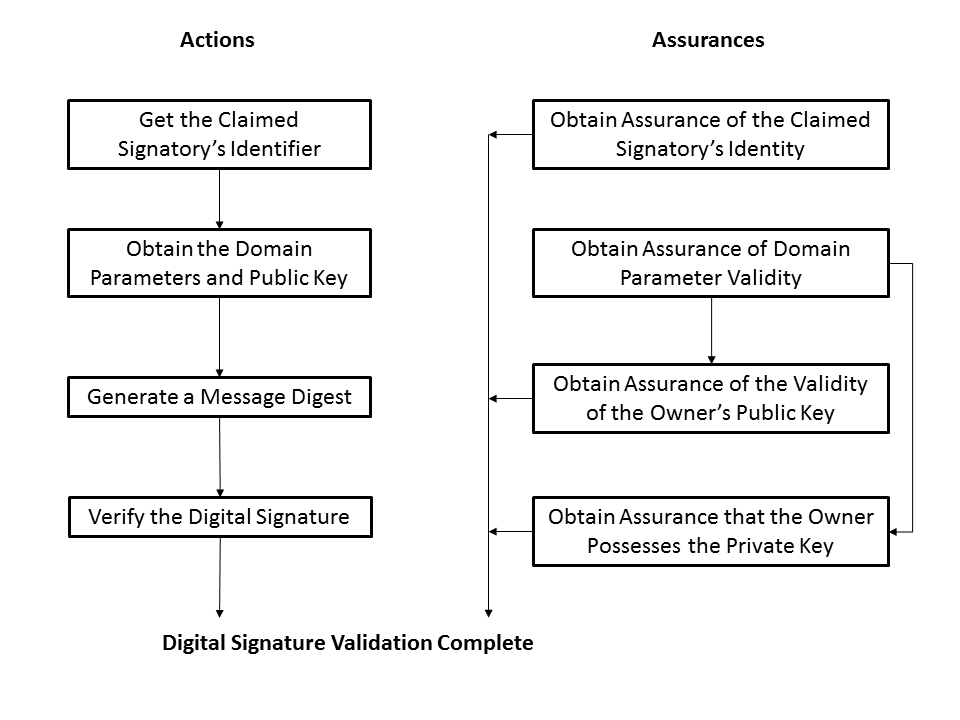 Actions
Get the Claimed
Signatory’s Identifier
Obtain the Domain
Parameters and Public Key
Generate a Message Digest
Verify the Digital Signature
Assurances
Obtain Assurance of the Claimed
Signatory’s Identity
Obtain Assurance of Domain
Parameter Validity
Obtain Assurance of the Validity
of the Owner’s Public Key
Obtain Assurance that the Owner
Possesses the Private Key
Digital Signature Validation Complete